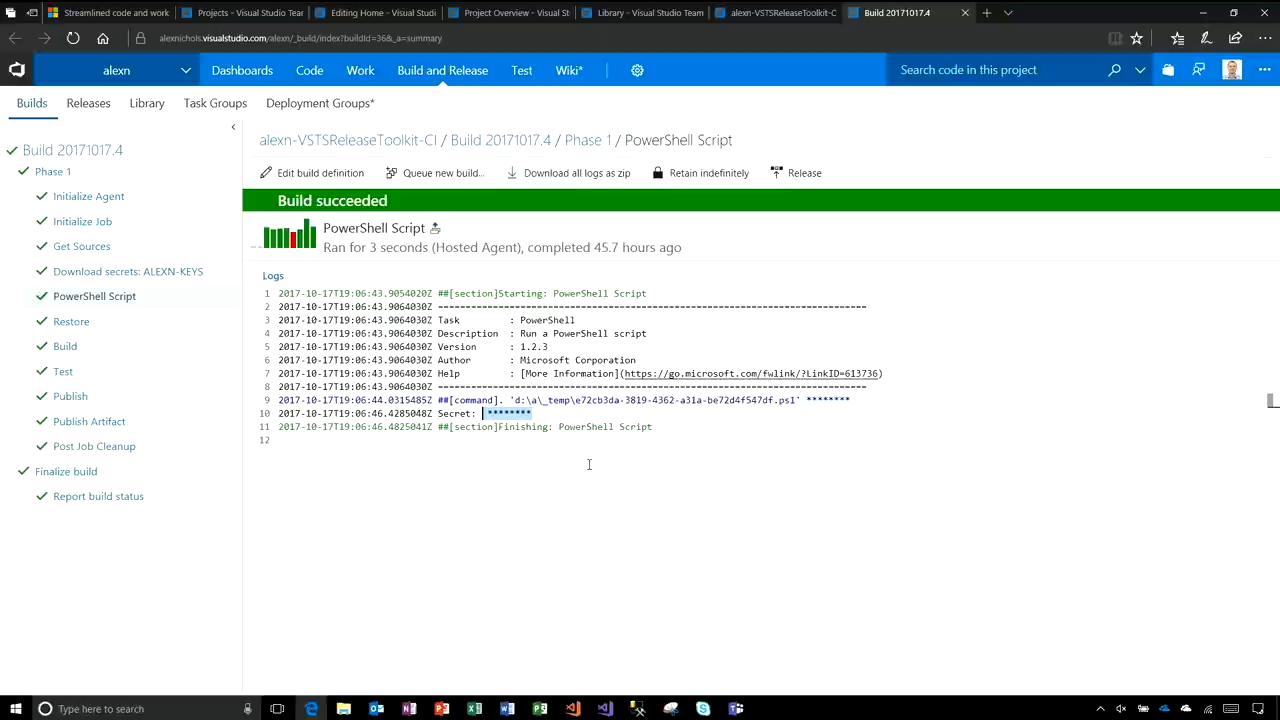 Streamlined code and work
Projects - Visual Studio Tear
Editing Home - Visual Studi
Project Overview - Visual St
Library - Visual Studio Team
alexn-VSTSReleaseToolkit-C
Build 20171017.4
alexnichols.visualstudio.com/alexn/_build/index?buildId=36&_a=summary
alexn
Dashboards
Code
Work
Build and Release
Test
Wiki*
Search code in this project
Builds
Releases
Library
Task Groups
Deployment Groups*
Build 20171017.4
Phase 1
Initialize Agent
Initialize Job
Get Sources
Download secrets: ALEXN-KEYS
PowerShell Script
Restore
Build
Test
Publish
Publish Artifact
Post Job Cleanup
Finalize build
Report build status
alexn-VSTSReleaseToolkit-CI / Build 20171017.4 / Phase 1 / PowerShell Script
Edit build definition
Queue new build...
Download all logs as zip
Retain indefinitely
Release
Build succeeded
PowerShell Script
Ran for 3 seconds (Hosted Agent), completed 45.7 hours ago
Logs
1 2017-10-17T19:06:43.9054020Z ##[section]Starting: PowerShell Script
2 2017-10-17T19:06:43.9064030Z ==============================================================================
3 2017-10-17T19:06:43.9064030Z Task : PowerShell
4 2017-10-17T19:06:43.9064030Z Description : Run a PowerShell script
5 2017-10-17T19:06:43.9064030Z Version : 1.2.3
6 2017-10-17T19:06:43.9064030Z Author : Microsoft Corporation
7 2017-10-17T19:06:43.9064030Z Help : [More Information](https://go.microsoft.com/fwlink/?LinkID=613736)
8 2017-10-17T19:06:43.9064030Z ==============================================================================
9 2017-10-17T19:06:44.0315485Z ##[command]. 'd:\a\_temp\e72cb3da-3819-4362-a31a-be72d4f547df.ps1' ********
10 2017-10-17T19:06:46.4285048Z Secret: ********
11 2017-10-17T19:06:46.4825041Z ##[section]Finishing: PowerShell Script
12
Type here to search